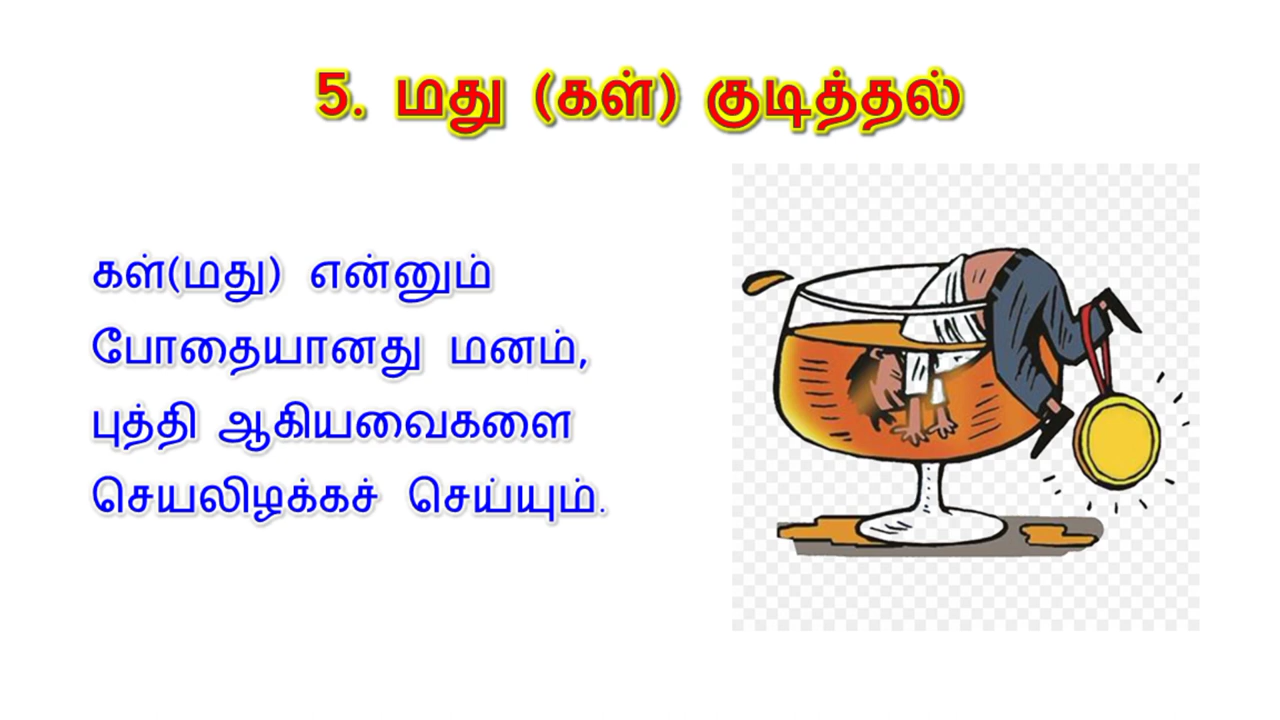 5. மது (கள்) குடித்தல்
கள்(மது) என்னும்
போதையானது மனம்,
புத்தி ஆகியவைகளை
செயலிழக்கச் செய்யும்.